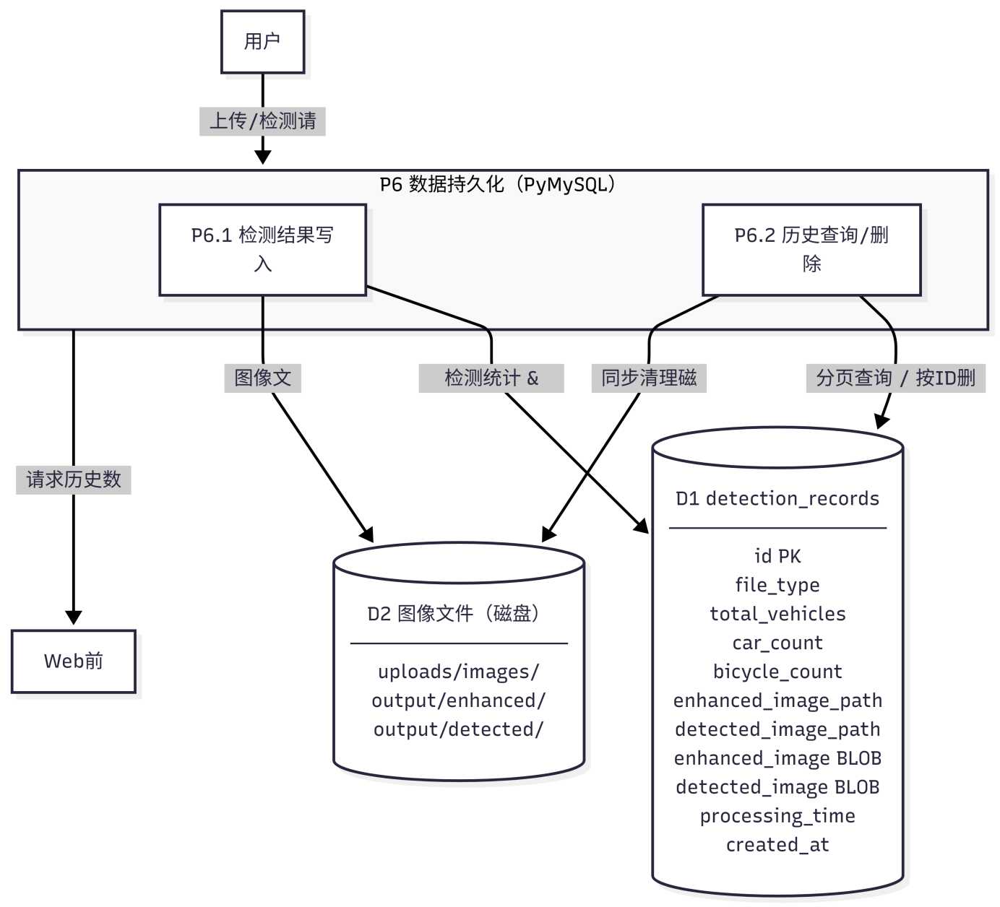 用户
上传/检测请
P6 数据持久化（PyMySQL）
P6.1 检测结果写
入
P6.2 历史查询/删
除
图像文
检测统计 &
同步清理磁
分页查询 / 按ID删
请求历史数
Web前
D2 图像文件（磁盘）
uploads/images/
output/enhanced/
output/detected/
D1 detection_records
id PK
file_type
total_vehicles
car_count
bicycle_count
enhanced_image_path
detected_image_path
enhanced_image BLOB
detected_image BLOB
processing_time
created_at